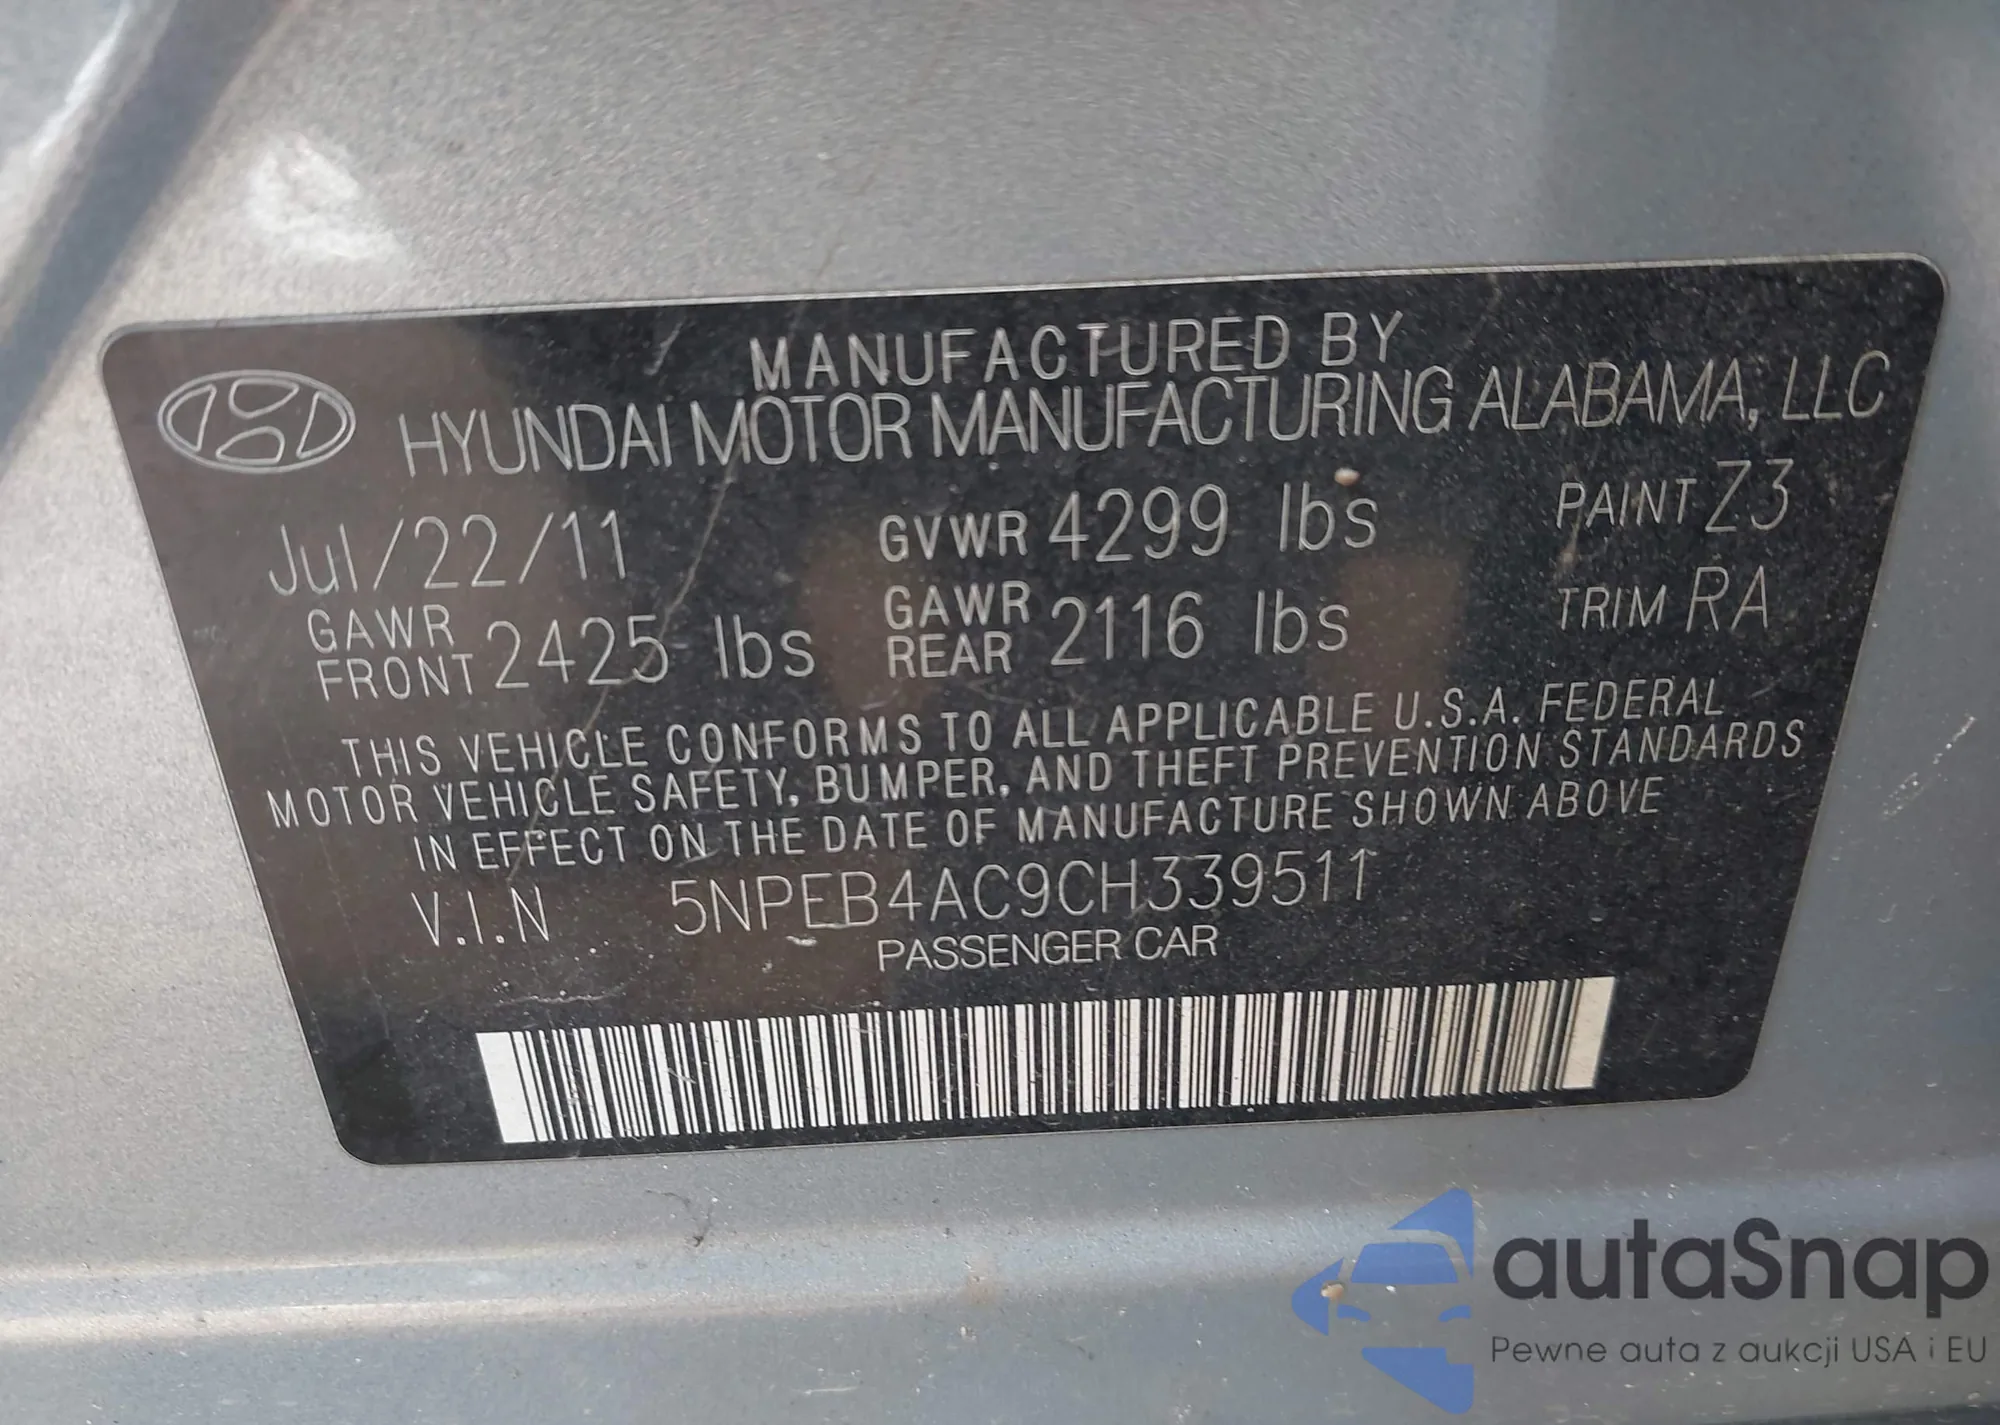 MANUFACTURED BY
HYUNDAI MOTOR MANUFACTURING ALABAMA, LLC
Jul/22/11 GVWR 4299 lbs PAINT Z3
GAWR FRONT 2425 lbs GAWR REAR 2116 lbs TRIM RA
THIS VEHICLE CONFORMS TO ALL APPLICABLE U.S.A. FEDERAL
MOTOR VEHICLE SAFETY, BUMPER, AND THEFT PREVENTION STANDARDS
IN EFFECT ON THE DATE OF MANUFACTURE SHOWN ABOVE
V.I.N 5NPEB4AC9CH339511
PASSENGER CAR
autaSnap
Pewne auta z aukcji USA i EU